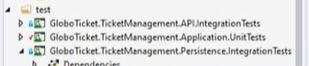 test
GloboTicket.TicketManagement.API.IntegrationTests
GloboTicket.TicketManagement.Application.UnitTests
GloboTicket.TicketManagement.Persistence.IntegrationTests
Dependencies